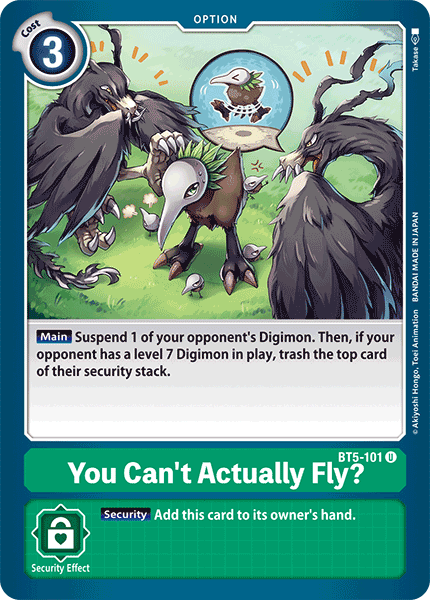 OPTION
Cost
3
Takase
Main Suspend 1 of your opponent's Digimon. Then, if your
opponent has a level 7 Digimon in play, trash the top card
of their security stack.
© Akiyoshi Hongo, Toei Animation BANDAI MADE IN JAPAN
BT5-101 U
You Can't Actually Fly?
Security Add this card to its owner's hand.
Security Effect